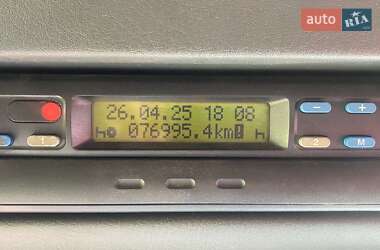 auto RIA
26.04.25 18 08
h 076995.4km! h
− +
1 2 M